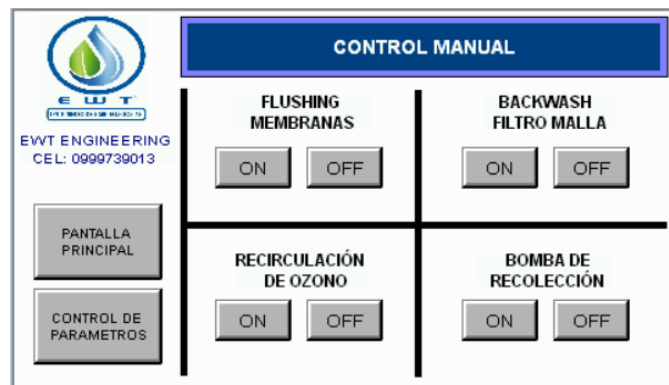 CONTROL MANUAL
E W T
EWT ENGINEERING
CEL: 0999739013
PANTALLA
PRINCIPAL
CONTROL DE
PARAMETROS
FLUSHING
MEMBRANAS
ON OFF
BACKWASH
FILTRO MALLA
ON OFF
RECIRCULACIÓN
DE OZONO
ON OFF
BOMBA DE
RECOLECCIÓN
ON OFF